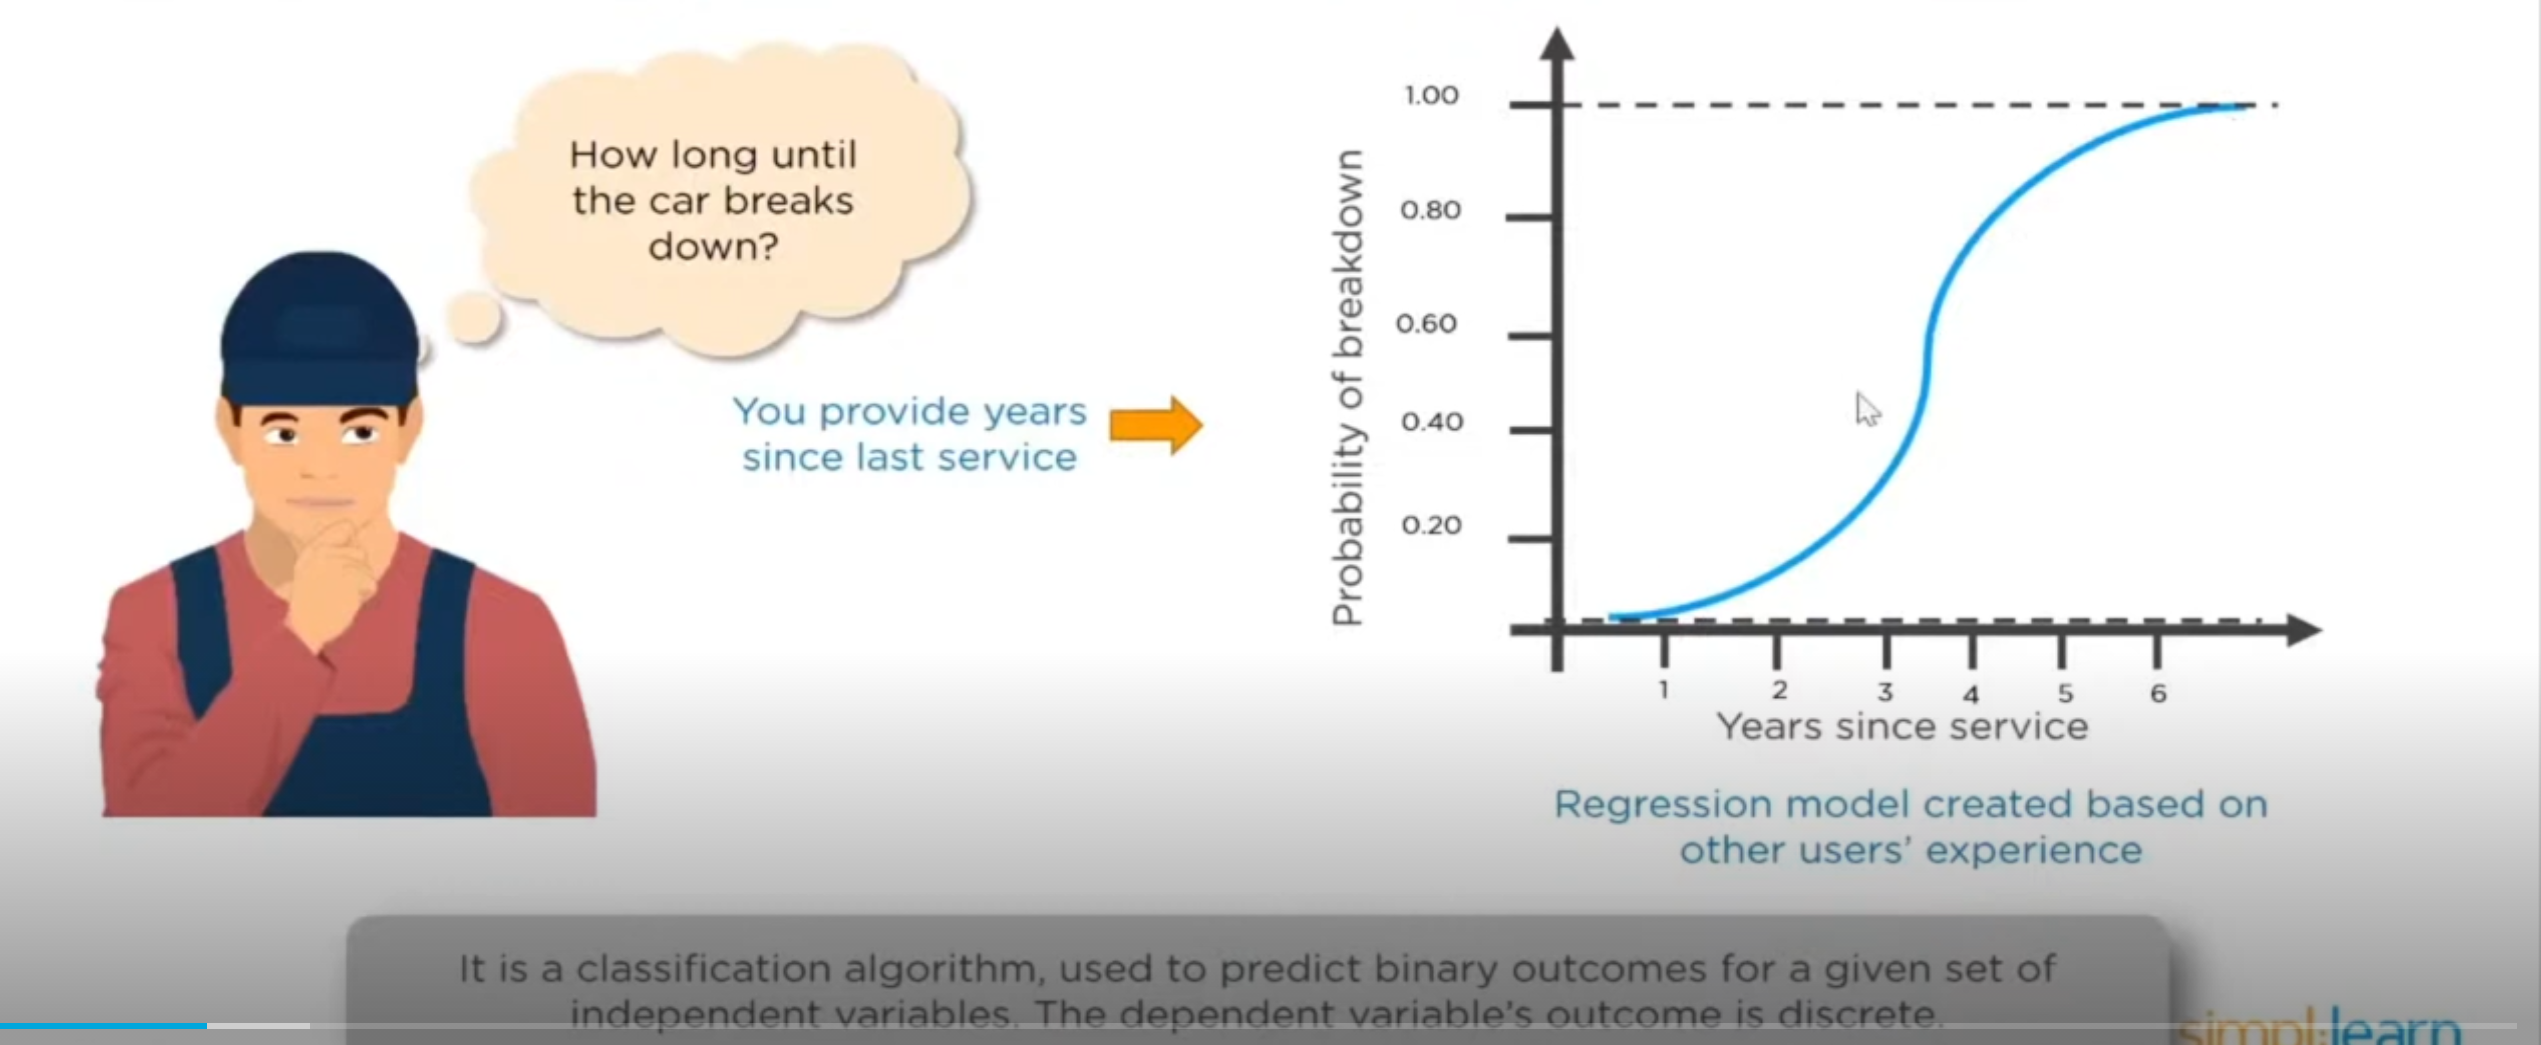 How long until
the car breaks
down?
You provide years
since last service
Probability of breakdown
1.00
0.80
0.60
0.40
0.20
1 2 3 4 5 6
Years since service
Regression model created based on
other users’ experience
It is a classification algorithm, used to predict binary outcomes for a given set of
independent variables. The dependent variable’s outcome is discrete.
simplilearn